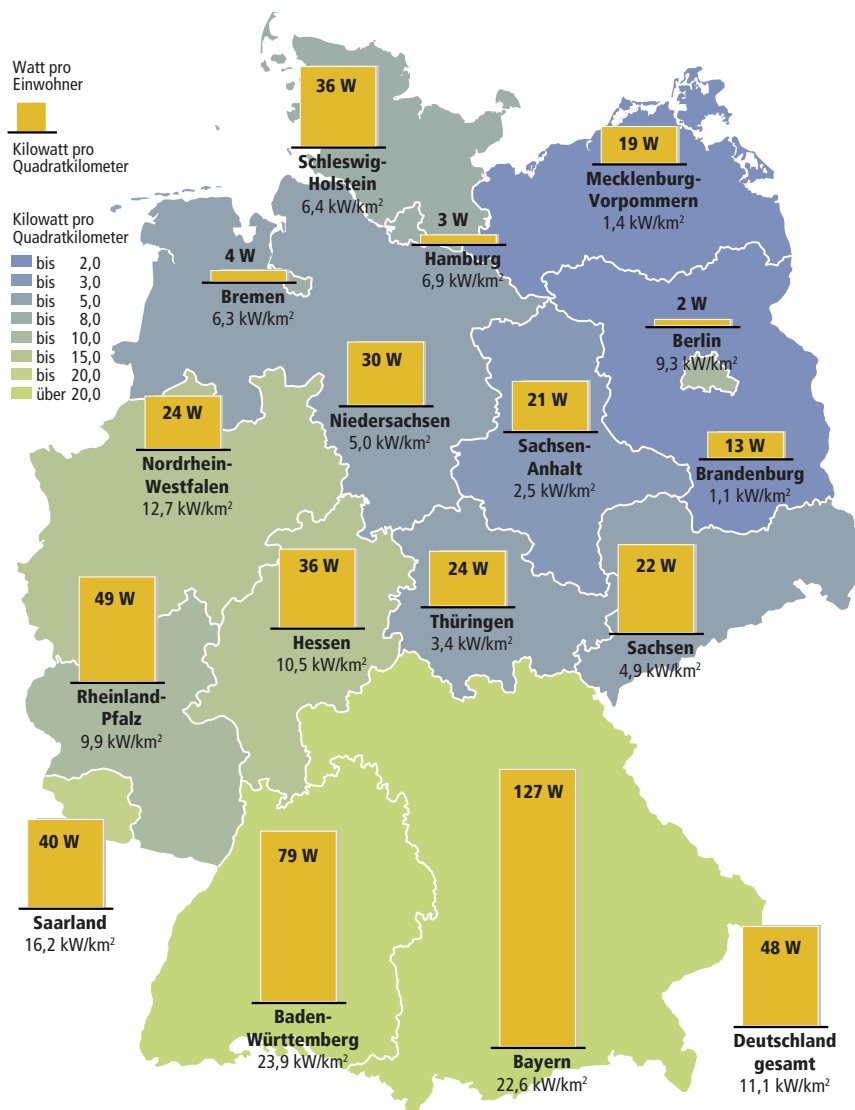 Watt pro
Einwohner
Kilowatt pro
Quadratkilometer
Kilowatt pro
Quadratkilometer
bis 2,0
bis 3,0
bis 5,0
bis 8,0
bis 10,0
bis 15,0
bis 20,0
über 20,0
36 W
Schleswig-
Holstein
6,4 kW/km²
19 W
Mecklenburg-
Vorpommern
1,4 kW/km²
3 W
Hamburg
6,9 kW/km²
4 W
Bremen
6,3 kW/km²
2 W
Berlin
9,3 kW/km²
30 W
Niedersachsen
5,0 kW/km²
21 W
Sachsen-
Anhalt
2,5 kW/km²
24 W
Nordrhein-
Westfalen
12,7 kW/km²
13 W
Brandenburg
1,1 kW/km²
49 W
Rheinland-
Pfalz
9,9 kW/km²
36 W
Hessen
10,5 kW/km²
24 W
Thüringen
3,4 kW/km²
22 W
Sachsen
4,9 kW/km²
40 W
Saarland
16,2 kW/km²
79 W
Baden-
Württemberg
23,9 kW/km²
127 W
Bayern
22,6 kW/km²
48 W
Deutschland
gesamt
11,1 kW/km²